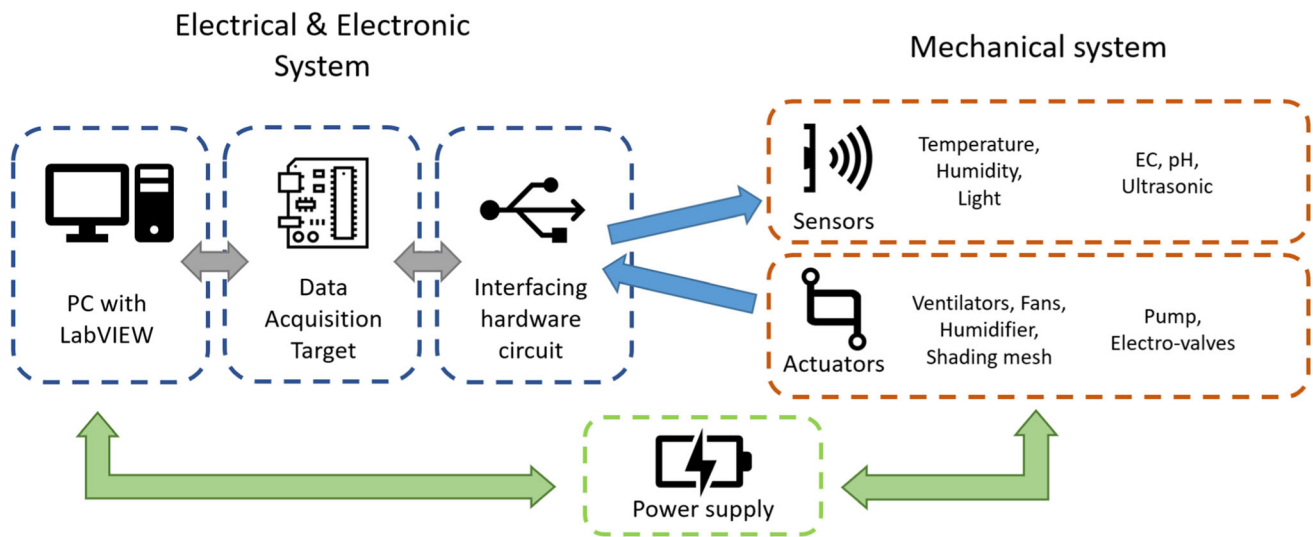 Electrical & Electronic
System
Mechanical system
PC with
LabVIEW
Data
Acquisition
Target
Interfacing
hardware
circuit
Sensors
Temperature,
Humidity,
Light
EC, pH,
Ultrasonic
Actuators
Ventilators, Fans,
Humidifier,
Shading mesh
Pump,
Electro-valves
Power supply